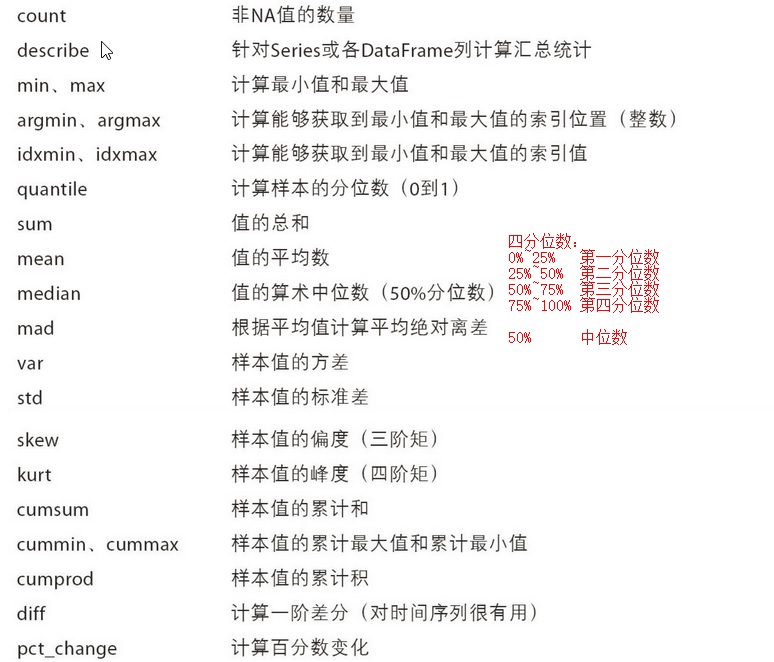 count 非NA值的数量
describe 针对Series或各DataFrame列计算汇总统计
min、max 计算最小值和最大值
argmin、argmax 计算能够获取到最小值和最大值的索引位置（整数）
idxmin、idxmax 计算能够获取到最小值和最大值的索引值
quantile 计算样本的分位数（0到1）
sum 值的总和
mean 值的平均数
median 值的算术中位数（50%分位数）
mad 根据平均值计算平均绝对离差
var 样本值的方差
std 样本值的标准差
skew 样本值的偏度（三阶矩）
kurt 样本值的峰度（四阶矩）
cumsum 样本值的累计和
cummin、cummax 样本值的累计最大值和累计最小值
cumprod 样本值的累计积
diff 计算一阶差分（对时间序列很有用）
pct_change 计算百分数变化
四分位数：
0%~25% 第一分位数
25%~50% 第二分位数
50%~75% 第三分位数
75%~100% 第四分位数
50% 中位数